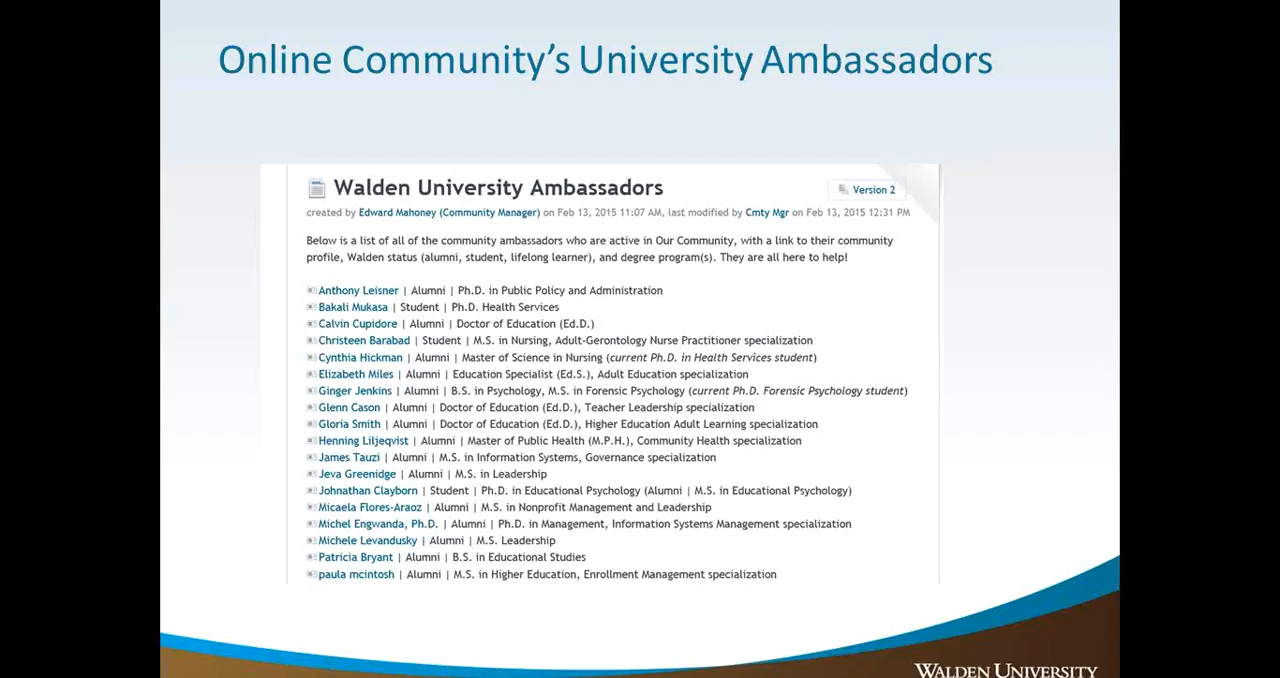 Online Community's University Ambassadors
Walden University Ambassadors
Version 2
created by Edward Mahoney (Community Manager) on Feb 13, 2015 11:07 AM, last modified by Cmty Mgr on Feb 13, 2015 12:31 PM
Below is a list of all of the community ambassadors who are active in Our Community, with a link to their community
profile, Walden status (alumni, student, lifelong learner), and degree program(s). They are all here to help!
Anthony Leisner | Alumni | Ph.D. in Public Policy and Administration
Bakali Mukasa | Student | Ph.D. Health Services
Calvin Cupidore | Alumni | Doctor of Education (Ed.D.)
Christeen Barabad | Student | M.S. in Nursing, Adult-Gerontology Nurse Practitioner specialization
Cynthia Hickman | Alumni | Master of Science in Nursing (current Ph.D. in Health Services student)
Elizabeth Miles | Alumni | Education Specialist (Ed.S.), Adult Education specialization
Ginger Jenkins | Alumni | B.S. in Psychology, M.S. in Forensic Psychology (current Ph.D. Forensic Psychology student)
Glenn Cason | Alumni | Doctor of Education (Ed.D.), Teacher Leadership specialization
Gloria Smith | Alumni | Doctor of Education (Ed.D.), Higher Education Adult Learning specialization
Henning Liljeqvist | Alumni | Master of Public Health (M.P.H.), Community Health specialization
James Tauzi | Alumni | M.S. in Information Systems, Governance specialization
Jeva Greenidge | Alumni | M.S. in Leadership
Johnathan Clayborn | Student | Ph.D. in Educational Psychology (Alumni | M.S. in Educational Psychology)
Micaela Flores-Araoz | Alumni | M.S. in Nonprofit Management and Leadership
Michel Engwanda, Ph.D. | Alumni | Ph.D. in Management, Information Systems Management specialization
Michele Levandusky | Alumni | M.S. Leadership
Patricia Bryant | Alumni | B.S. in Educational Studies
paula mcintosh | Alumni | M.S. in Higher Education, Enrollment Management specialization
WALDEN UNIVERSITY